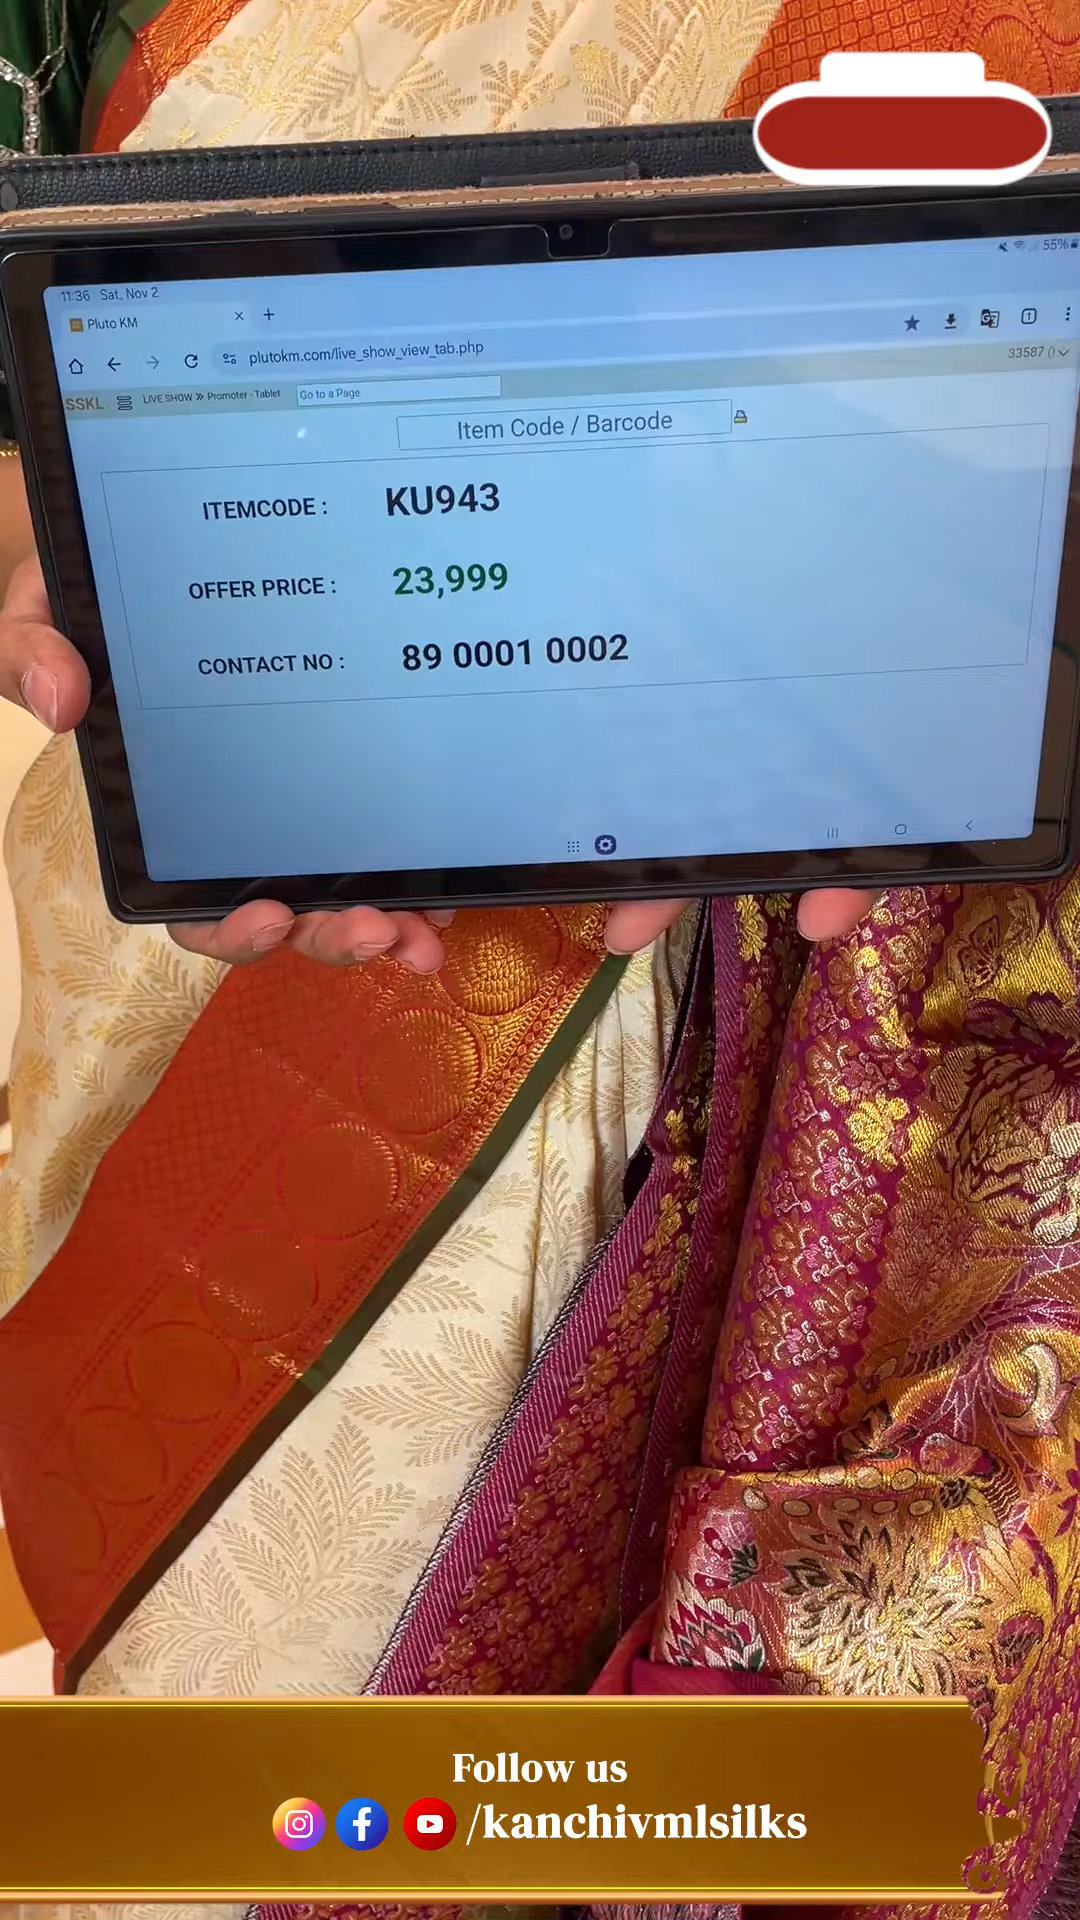 11:36 Sat, Nov 2
55%
Pluto KM
plutokm.com/live_show_view_tab.php
33587 ()
SSKL
LIVE SHOW >> Promoter - Tablet
Go to a Page
Item Code / Barcode
ITEMCODE : KU943
OFFER PRICE : 23,999
CONTACT NO : 89 0001 0002
Follow us
/kanchivmlsilks